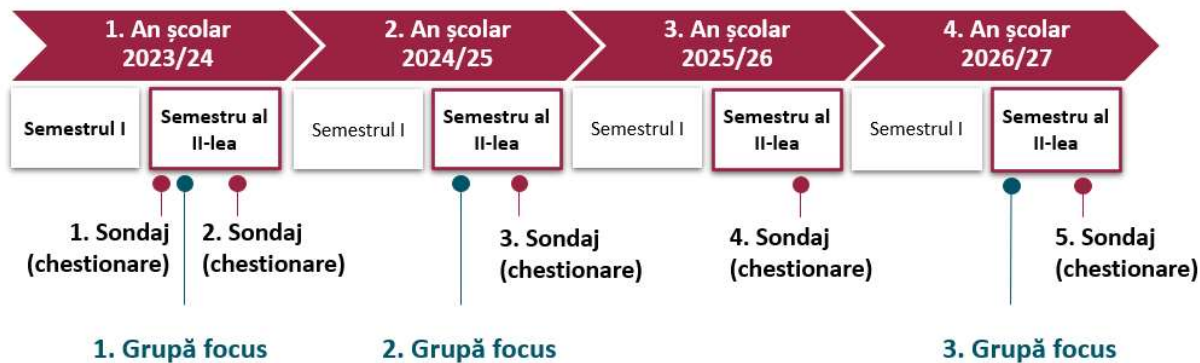 1. An școlar
2023/24
2. An școlar
2024/25
3. An școlar
2025/26
4. An școlar
2026/27
Semestrul I
Semestru al
II-lea
Semestrul I
Semestru al
II-lea
Semestrul I
Semestru al
II-lea
Semestrul I
Semestru al
II-lea
1. Sondaj
(chestionare)
2. Sondaj
(chestionare)
3. Sondaj
(chestionare)
4. Sondaj
(chestionare)
5. Sondaj
(chestionare)
1. Grupă focus
2. Grupă focus
3. Grupă focus